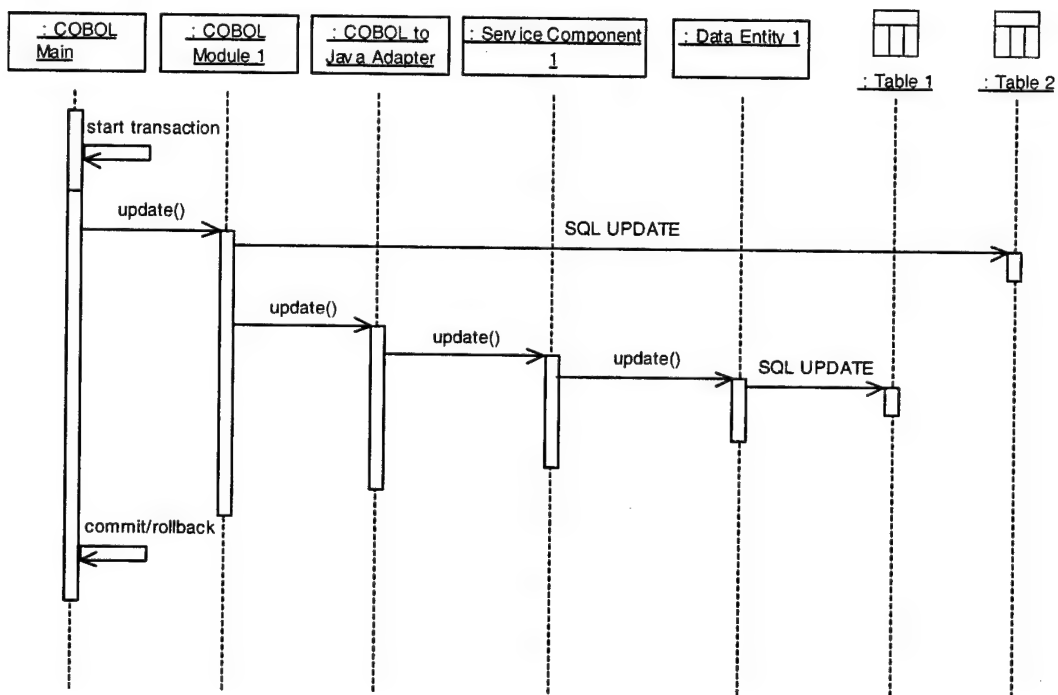 : COBOL
Main
: COBOL
Module 1
: COBOL to
Java Adapter
: Service Component
1
: Data Entity 1
: Table 1
: Table 2
start transaction
update()
SQL UPDATE
update()
update()
update()
SQL UPDATE
commit/rollback